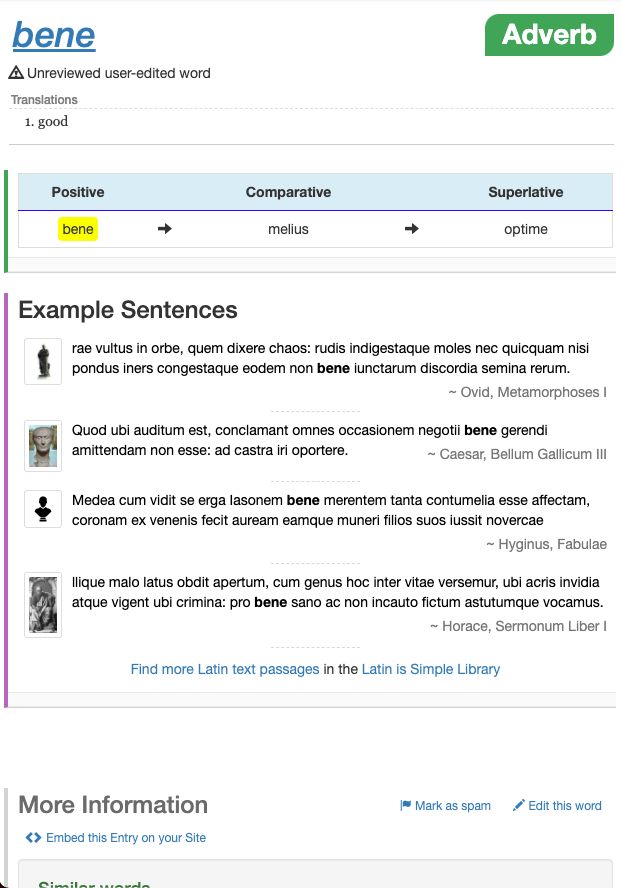 bene
Adverb
Unreviewed user-edited word
Translations
1. good
Positive Comparative Superlative
bene ➔ melius ➔ optime
Example Sentences
rae vultus in orbe, quem dixere chaos: rudis indigestaque moles nec quicquam nisi
pondus iners congestaque eodem non bene iunctarum discordia semina rerum.
~ Ovid, Metamorphoses I
Quod ubi auditum est, conclamant omnes occasionem negotii bene gerendi
amittendam non esse: ad castra iri oportere.
~ Caesar, Bellum Gallicum III
Medea cum vidit se erga Iasonem bene merentem tanta contumelia esse affectam,
coronam ex venenis fecit auream eamque muneri filios suos iussit novercae
~ Hyginus, Fabulae
Ilique malo latus obdit apertum, cum genus hoc inter vitae versemur, ubi acris invidia
atque vigent ubi crimina: pro bene sano ac non incauto fictum astutumque vocamus.
~ Horace, Sermonum Liber I
Find more Latin text passages in the Latin is Simple Library
More Information
Mark as spam
Edit this word
Embed this Entry on your Site
Similar words